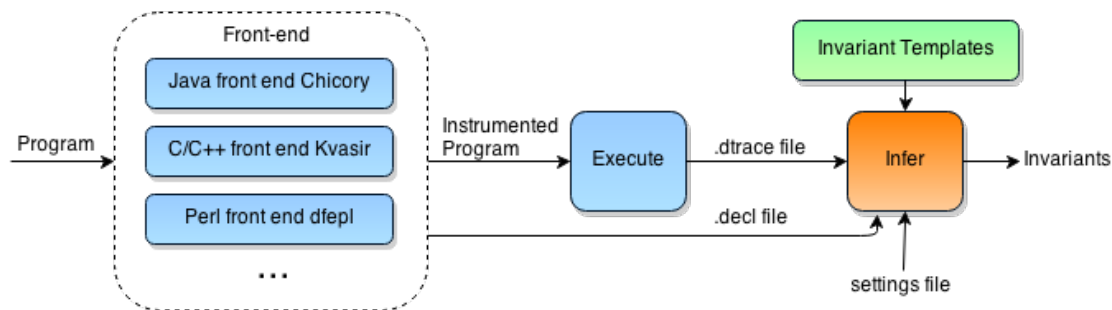 Front-end
Java front end Chicory
C/C++ front end Kvasir
Perl front end dfepl
...
Program
Instrumented
Program
Execute
.dtrace file
.decl file
Invariant Templates
Infer
Invariants
settings file